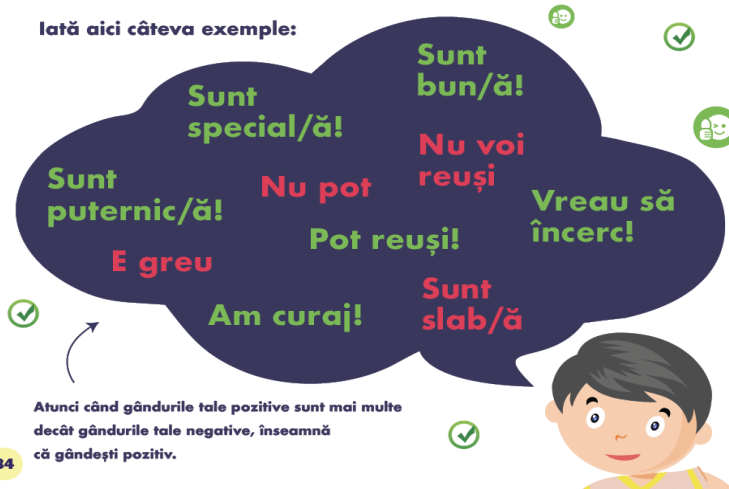 Iată aici câteva exemple:
Sunt
bun/ă!
Sunt
special/ă!
Nu voi
reuși
Sunt
puternic/ă!
Nu pot
Vreau să
încerc!
Pot reuși!
E greu
Sunt
slab/ă
Am curaj!
Atunci când gândurile tale pozitive sunt mai multe
decât gândurile tale negative, înseamnă
că gândești pozitiv.